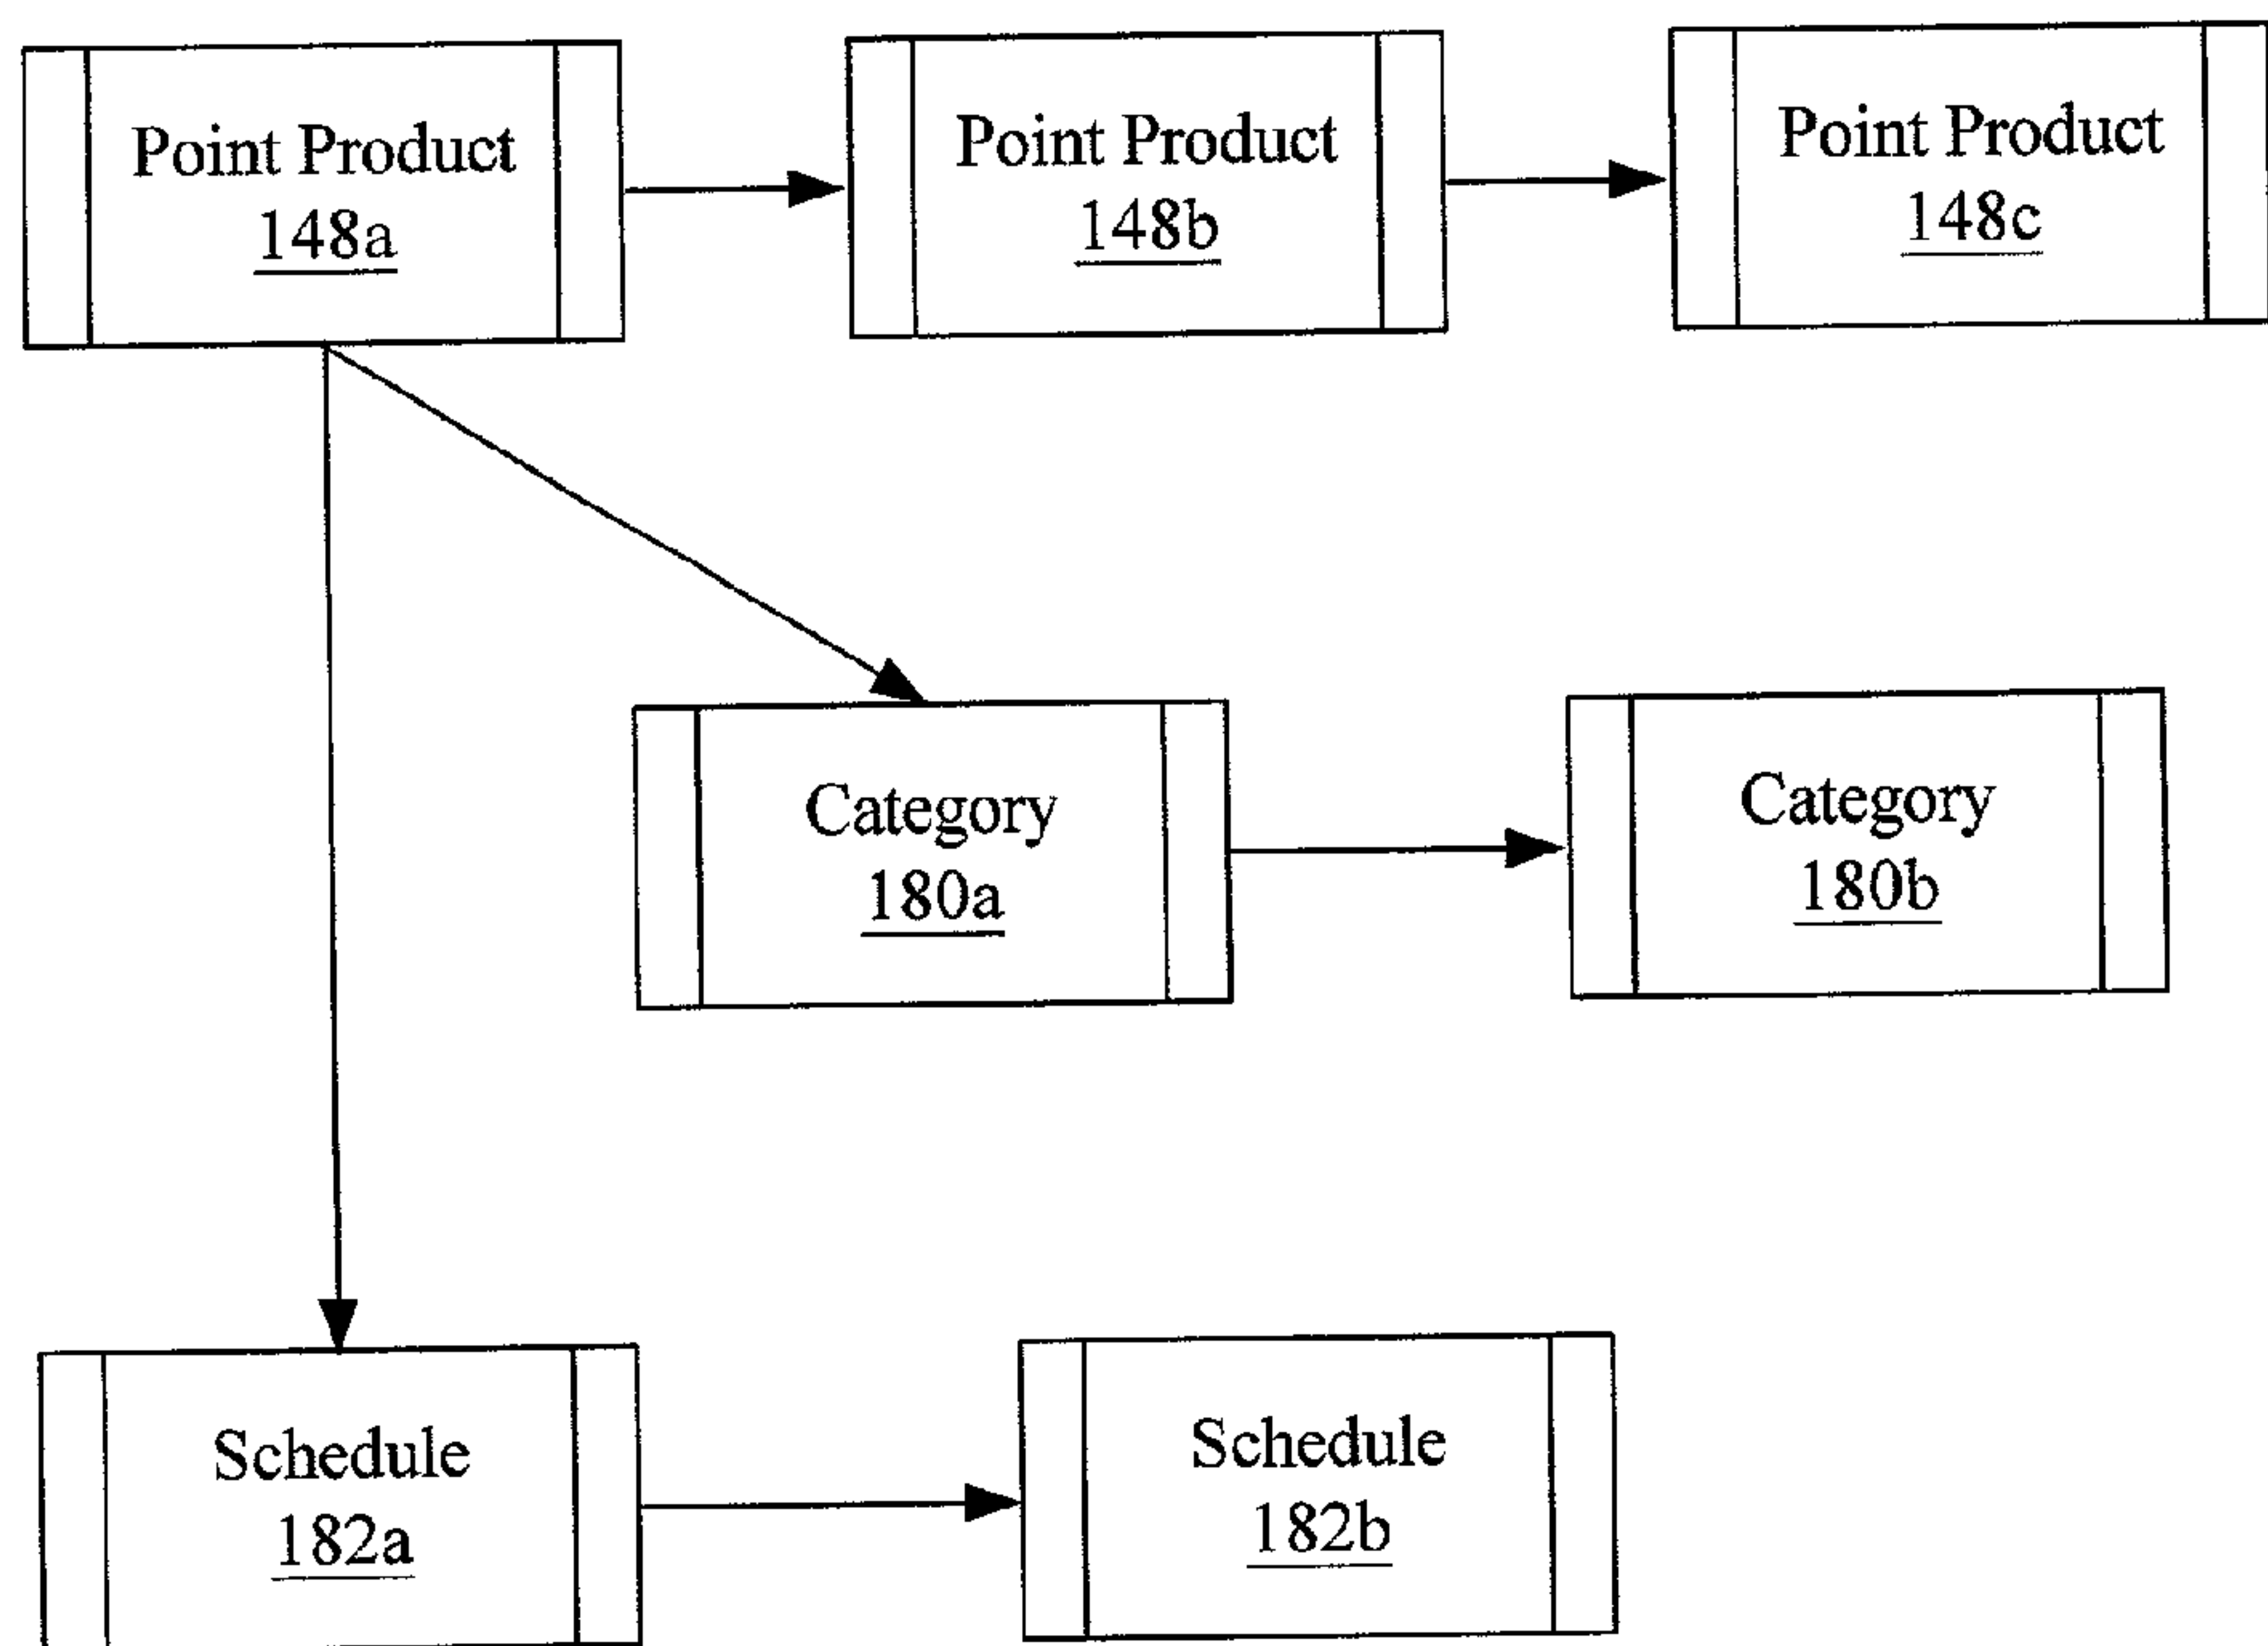 Point Product
148a
Point Product
148b
Point Product
148c
Category
180a
Category
180b
Schedule
182a
Schedule
182b